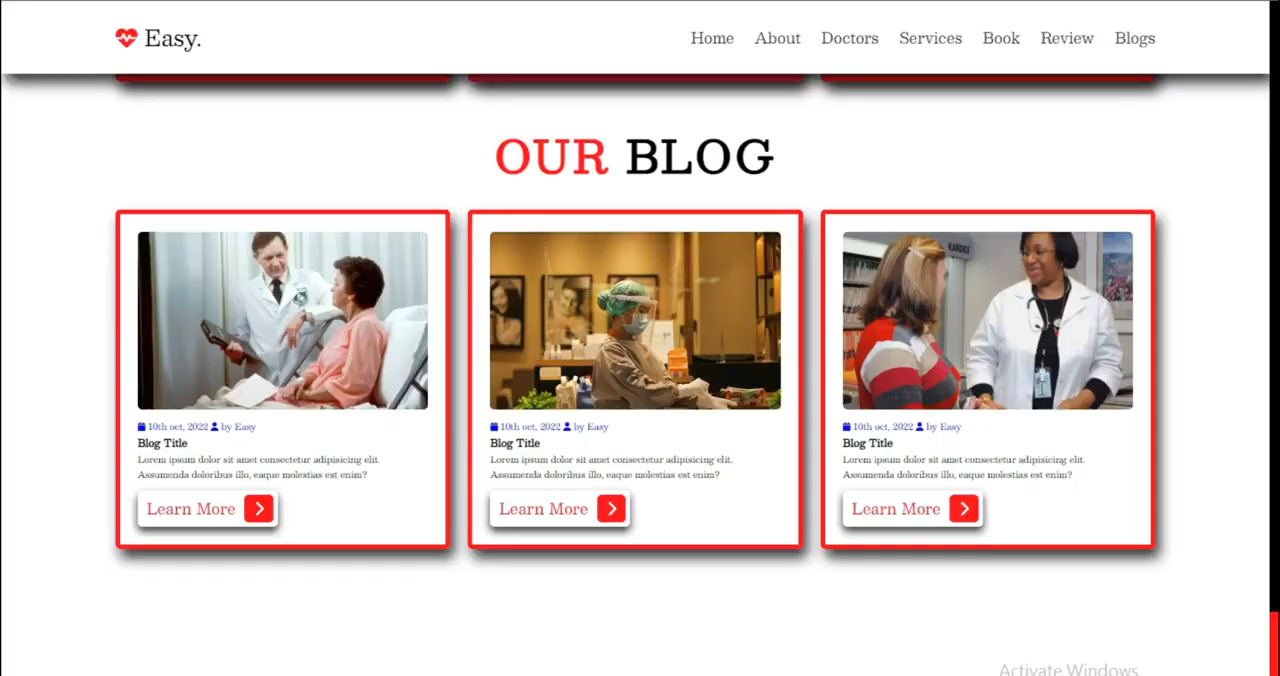 Easy.
Home About Doctors Services Book Review Blogs
OUR BLOG
KARDEX
10th oct, 2022 by Easy
Blog Title
Lorem ipsum dolor sit amet consectetur adipisicing elit.
Assumenda doloribus illo, eaque molestias est enim?
Learn More
10th oct, 2022 by Easy
Blog Title
Lorem ipsum dolor sit amet consectetur adipisicing elit.
Assumenda doloribus illo, eaque molestias est enim?
Learn More
10th oct, 2022 by Easy
Blog Title
Lorem ipsum dolor sit amet consectetur adipisicing elit.
Assumenda doloribus illo, eaque molestias est enim?
Learn More
Activate Windows